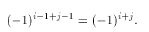 $(-1)^{i-1+j-1} = (-1)^{i+j}.$